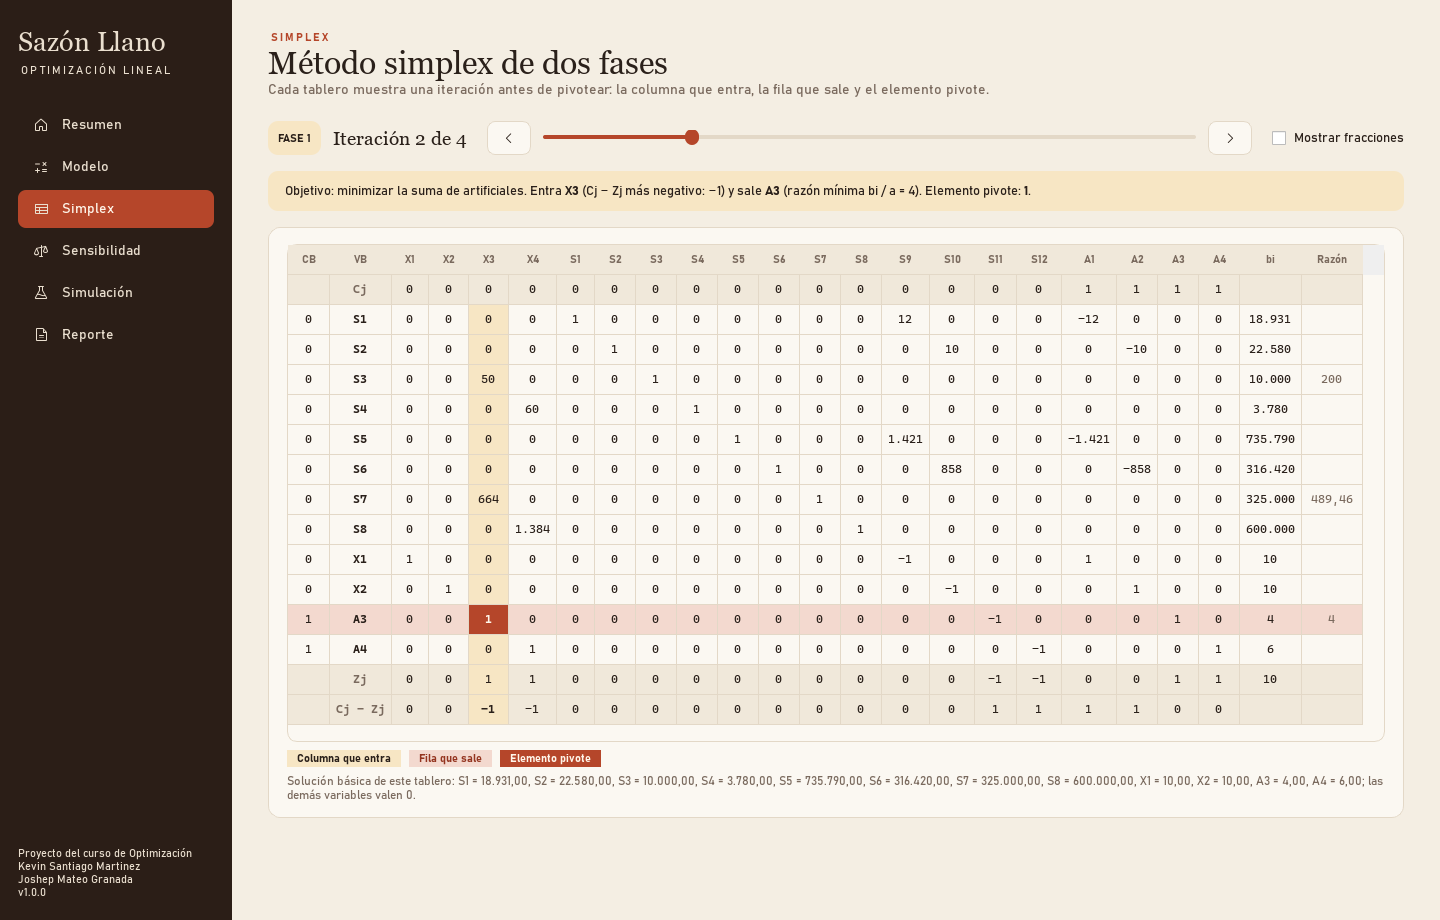 Sazón Llano
OPTIMIZACIÓN LINEAL
Resumen
Modelo
Simplex
Sensibilidad
Simulación
Reporte
Proyecto del curso de Optimización
Kevin Santiago Martinez
Joshep Mateo Granada
v1.0.0
SIMPLEX
Método simplex de dos fases
Cada tablero muestra una iteración antes de pivotear: la columna que entra, la fila que sale y el elemento pivote.
FASE 1 Iteración 2 de 4 Mostrar fracciones
Objetivo: minimizar la suma de artificiales. Entra X3 (Cj − Zj más negativo: −1) y sale A3 (razón mínima bi / a = 4). Elemento pivote: 1.
CB VB X1 X2 X3 X4 S1 S2 S3 S4 S5 S6 S7 S8 S9 S10 S11 S12 A1 A2 A3 A4 bi Razón
Cj 0 0 0 0 0 0 0 0 0 0 0 0 0 0 0 0 1 1 1 1
0 S1 0 0 0 0 1 0 0 0 0 0 0 0 12 0 0 0 −12 0 0 0 18.931
0 S2 0 0 0 0 0 1 0 0 0 0 0 0 0 10 0 0 0 −10 0 0 22.580
0 S3 0 0 50 0 0 0 1 0 0 0 0 0 0 0 0 0 0 0 0 0 10.000 200
0 S4 0 0 0 60 0 0 0 1 0 0 0 0 0 0 0 0 0 0 0 0 3.780
0 S5 0 0 0 0 0 0 0 0 1 0 0 0 1.421 0 0 0 −1.421 0 0 0 735.790
0 S6 0 0 0 0 0 0 0 0 0 1 0 0 0 858 0 0 0 −858 0 0 316.420
0 S7 0 0 664 0 0 0 0 0 0 0 1 0 0 0 0 0 0 0 0 0 325.000 489,46
0 S8 0 0 0 1.384 0 0 0 0 0 0 0 1 0 0 0 0 0 0 0 0 600.000
0 X1 1 0 0 0 0 0 0 0 0 0 0 0 −1 0 0 0 1 0 0 0 10
0 X2 0 1 0 0 0 0 0 0 0 0 0 0 0 −1 0 0 0 1 0 0 10
1 A3 0 0 1 0 0 0 0 0 0 0 0 0 0 0 −1 0 0 0 1 0 4 4
1 A4 0 0 0 1 0 0 0 0 0 0 0 0 0 0 0 −1 0 0 0 1 6
Zj 0 0 1 1 0 0 0 0 0 0 0 0 0 0 −1 −1 0 0 1 1 10
Cj − Zj 0 0 −1 −1 0 0 0 0 0 0 0 0 0 0 1 1 1 1 0 0
Columna que entra Fila que sale Elemento pivote
Solución básica de este tablero: S1 = 18.931,00, S2 = 22.580,00, S3 = 10.000,00, S4 = 3.780,00, S5 = 735.790,00, S6 = 316.420,00, S7 = 325.000,00, S8 = 600.000,00, X1 = 10,00, X2 = 10,00, A3 = 4,00, A4 = 6,00; las
demás variables valen 0.